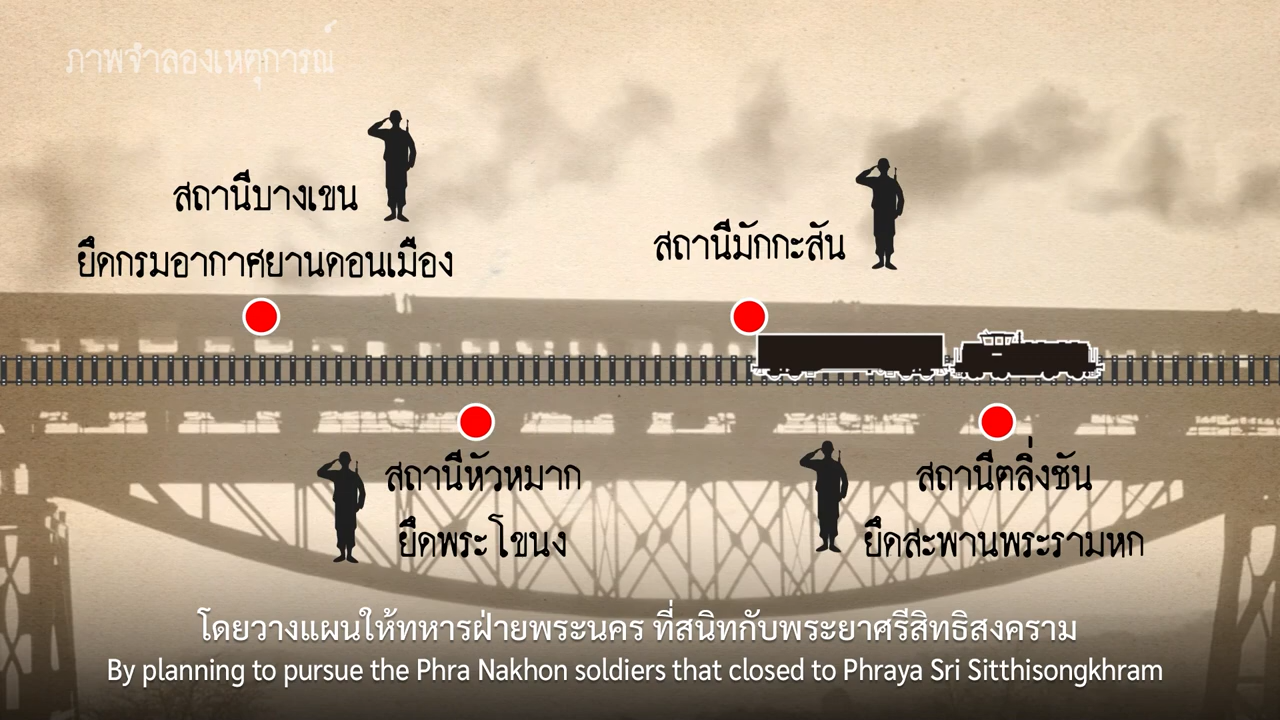 ภาพจำลองเหตุการณ์
สถานีบางเขน
ยึดกรมอากาศยานดอนเมือง
สถานีมักกะสัน
สถานีหัวหมาก
ยึดพระโขนง
สถานีตลิ่งชัน
ยึดสะพานพระรามหก
โดยวางแผนให้ทหารฝ่ายพระนคร ที่สนิทกับพระยาศรีสิทธิสงคราม
By planning to pursue the Phra Nakhon soldiers that closed to Phraya Sri Sitthisongkhram